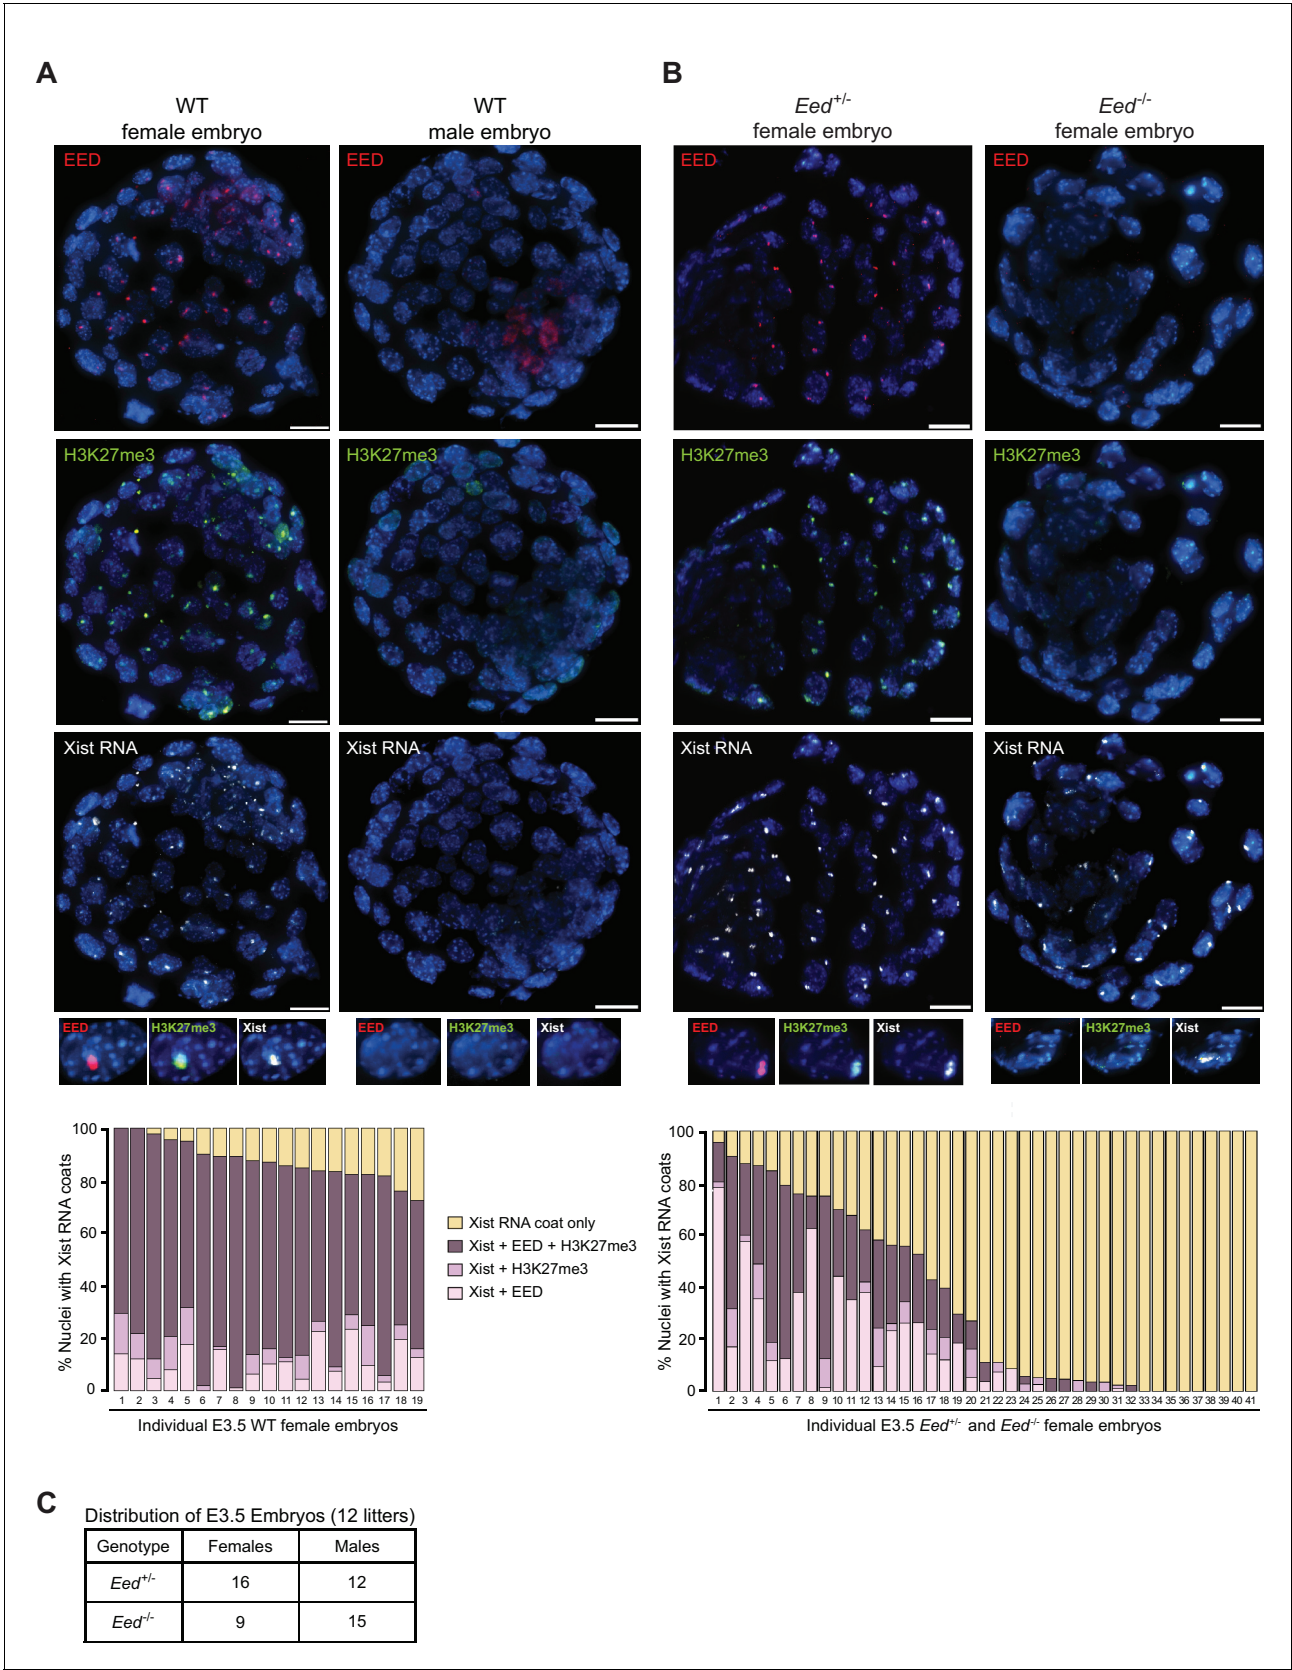 A
WT
female embryo
WT
male embryo
EED
EED
H3K27me3
H3K27me3
Xist RNA
Xist RNA
EED
H3K27me3
Xist
EED
H3K27me3
Xist
% Nuclei with Xist RNA coats
100
80
60
40
20
0
1 2 3 4 5 6 7 8 9 10 11 12 13 14 15 16 17 18 19
Individual E3.5 WT female embryos
Xist RNA coat only
Xist + EED + H3K27me3
Xist + H3K27me3
Xist + EED
B
Eed+/-
female embryo
Eed-/-
female embryo
EED
EED
H3K27me3
H3K27me3
Xist RNA
Xist RNA
EED
H3K27me3
Xist
EED
H3K27me3
Xist
% Nuclei with Xist RNA coats
100
80
60
40
20
0
1 2 3 4 5 6 7 8 9 10 11 12 13 14 15 16 17 18 19 20 21 22 23 24 25 26 27 28 29 30 31 32 33 34 35 36 37 38 39 40 41
Individual E3.5 Eed+/- and Eed-/- female embryos
C
Distribution of E3.5 Embryos (12 litters)
Genotype Females Males
Eed+/- 16 12
Eed-/- 9 15